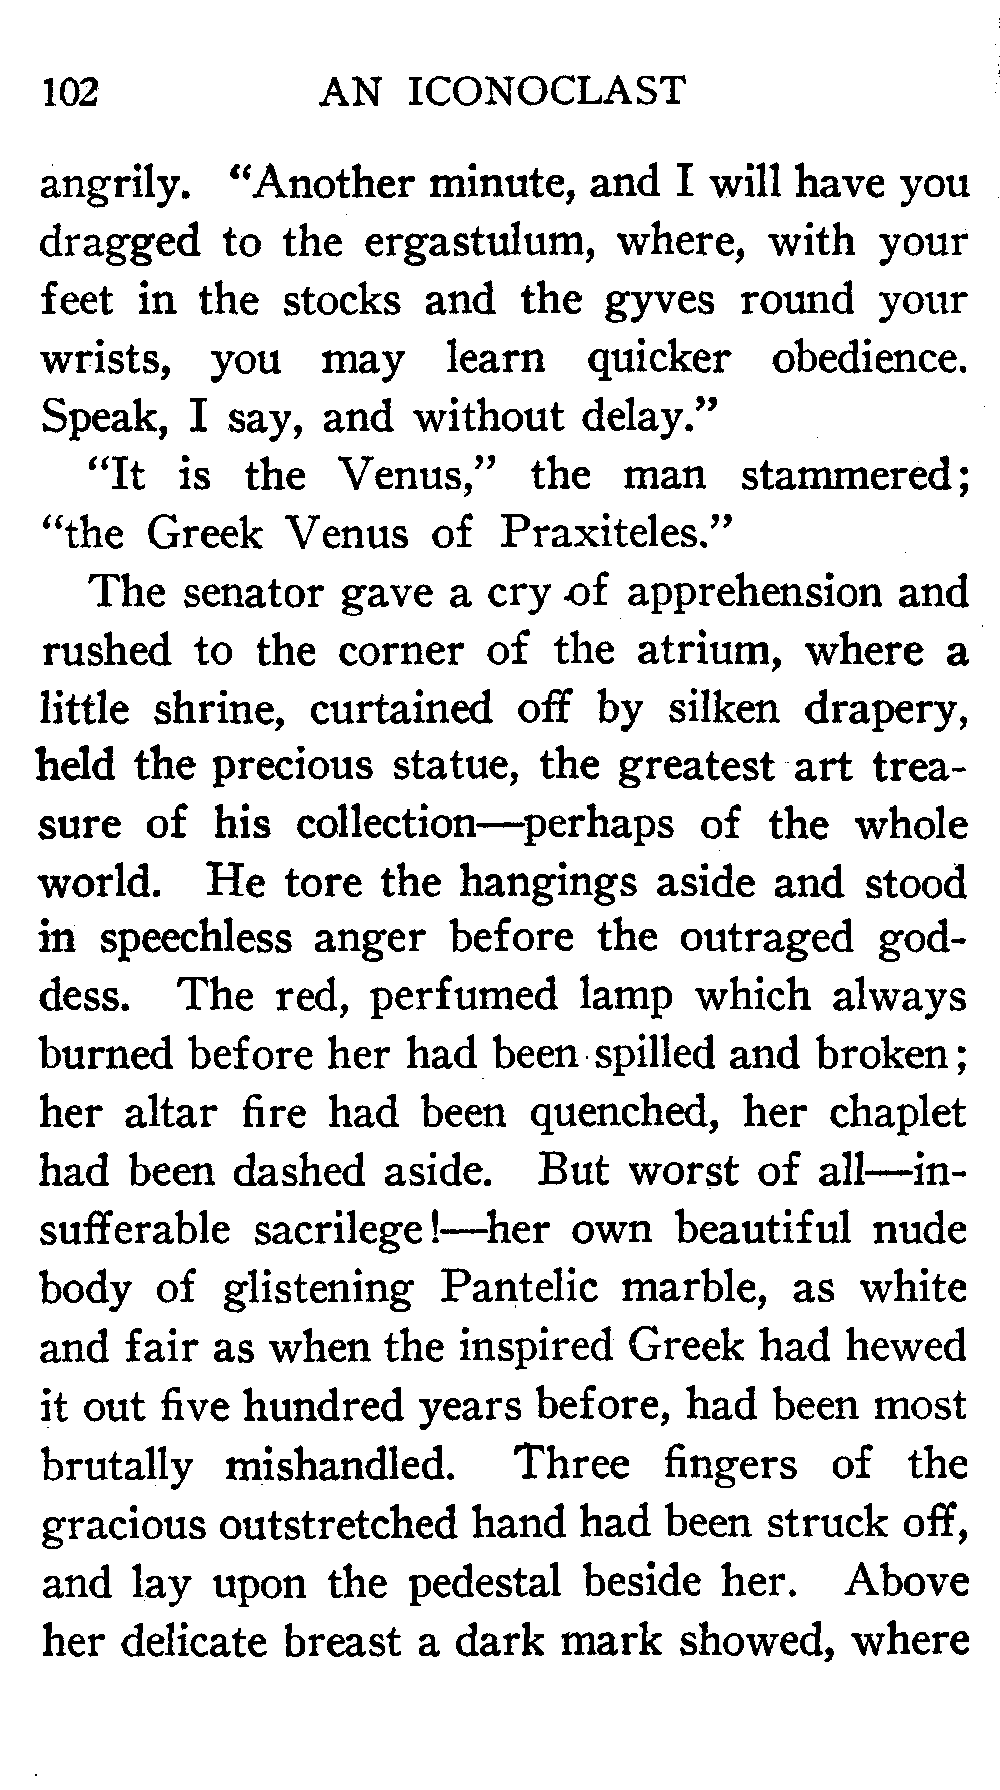 102 AN ICONOCLAST
angrily. “Another minute, and I will have you
dragged to the ergastulum, where, with your
feet in the stocks and the gyves round your
wrists, you may learn quicker obedience.
Speak, I say, and without delay.”
“It is the Venus,” the man stammered;
“the Greek Venus of Praxiteles.”
The senator gave a cry of apprehension and
rushed to the corner of the atrium, where a
little shrine, curtained off by silken drapery,
held the precious statue, the greatest art trea-
sure of his collection—perhaps of the whole
world. He tore the hangings aside and stood
in speechless anger before the outraged god-
dess. The red, perfumed lamp which always
burned before her had been spilled and broken;
her altar fire had been quenched, her chaplet
had been dashed aside. But worst of all—in-
sufferable sacrilege!—her own beautiful nude
body of glistening Pantelic marble, as white
and fair as when the inspired Greek had hewed
it out five hundred years before, had been most
brutally mishandled. Three fingers of the
gracious outstretched hand had been struck off,
and lay upon the pedestal beside her. Above
her delicate breast a dark mark showed, where